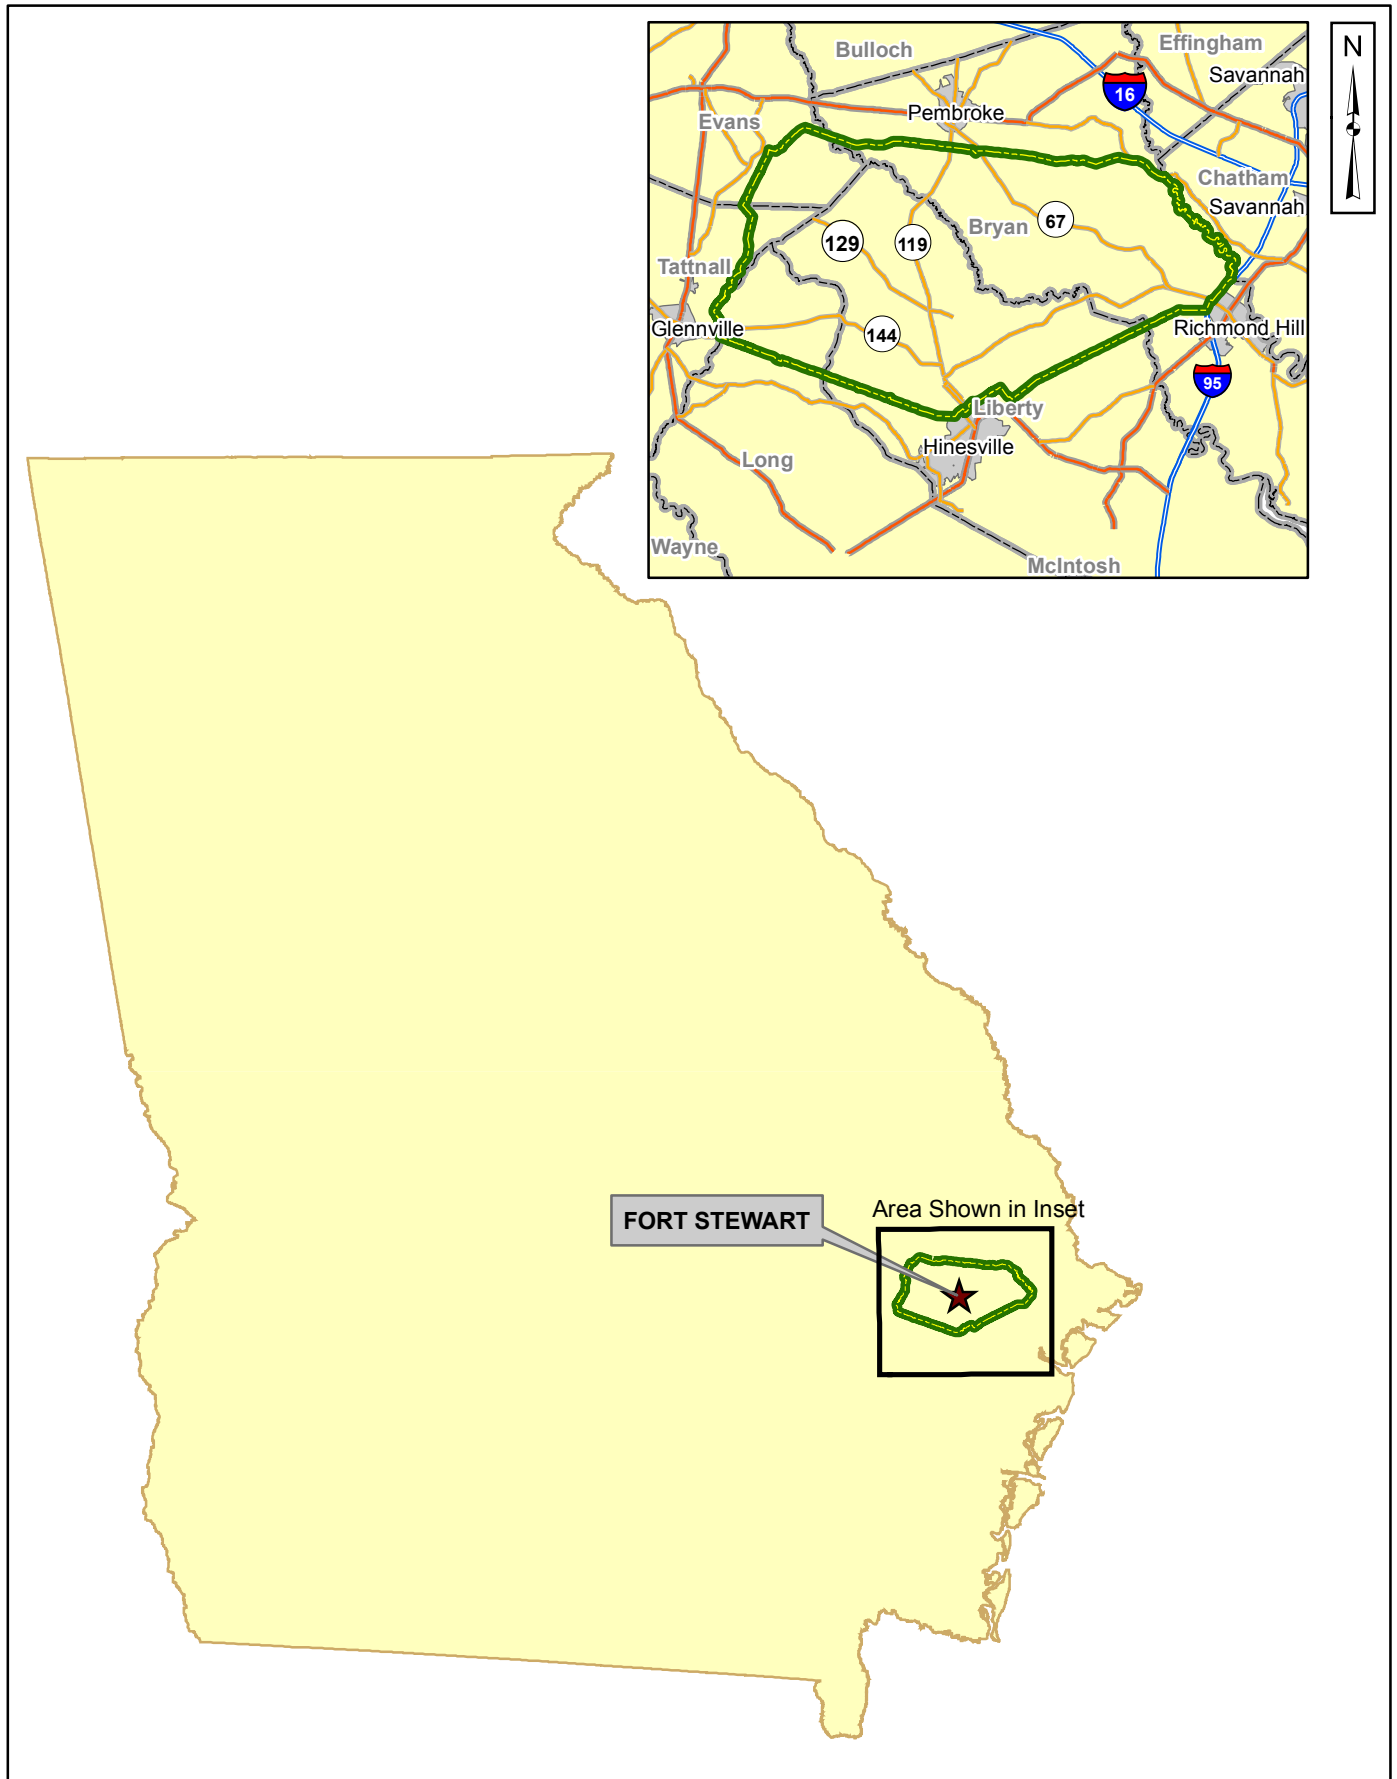 N
Bulloch
Effingham
Savannah
16
Pembroke
Evans
Chatham
Savannah
67
Bryan
129
119
Tattnall
Glennville
144
Richmond Hill
95
Liberty
Hinesville
Long
Wayne
McIntosh
Area Shown in Inset
FORT STEWART